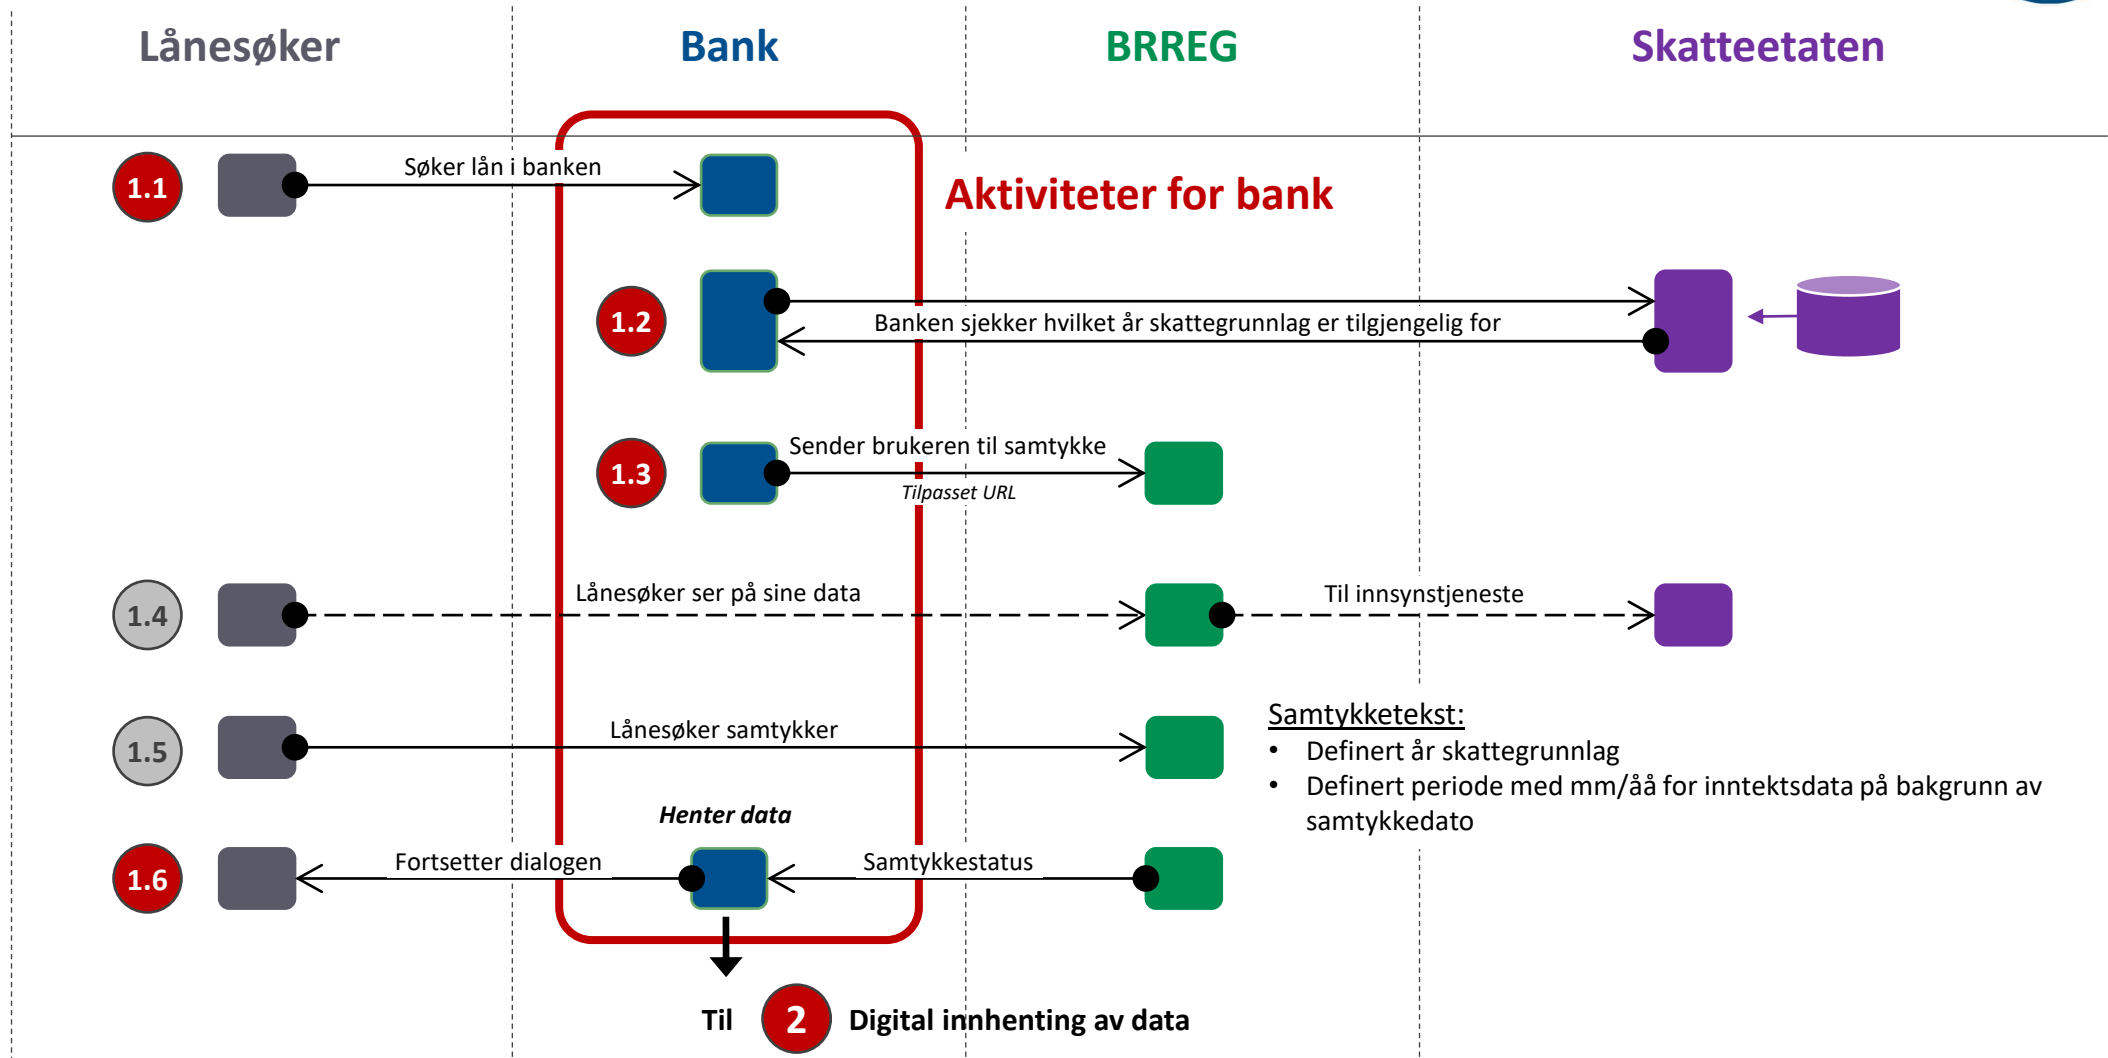 Lånesøker
Bank
BRREG
Skatteetaten
1.1
Søker lån i banken
Aktiviteter for bank
1.2
Banken sjekker hvilket år skattegrunnlag er tilgjengelig for
1.3
Sender brukeren til samtykke
Tilpasset URL
1.4
Lånesøker ser på sine data
Til innsynstjeneste
1.5
Lånesøker samtykker
Samtykketekst:
• Definert år skattegrunnlag
• Definert periode med mm/åå for inntektsdata på bakgrunn av
samtykkedato
Henter data
1.6
Fortsetter dialogen
Samtykkestatus
Til 2 Digital innhenting av data